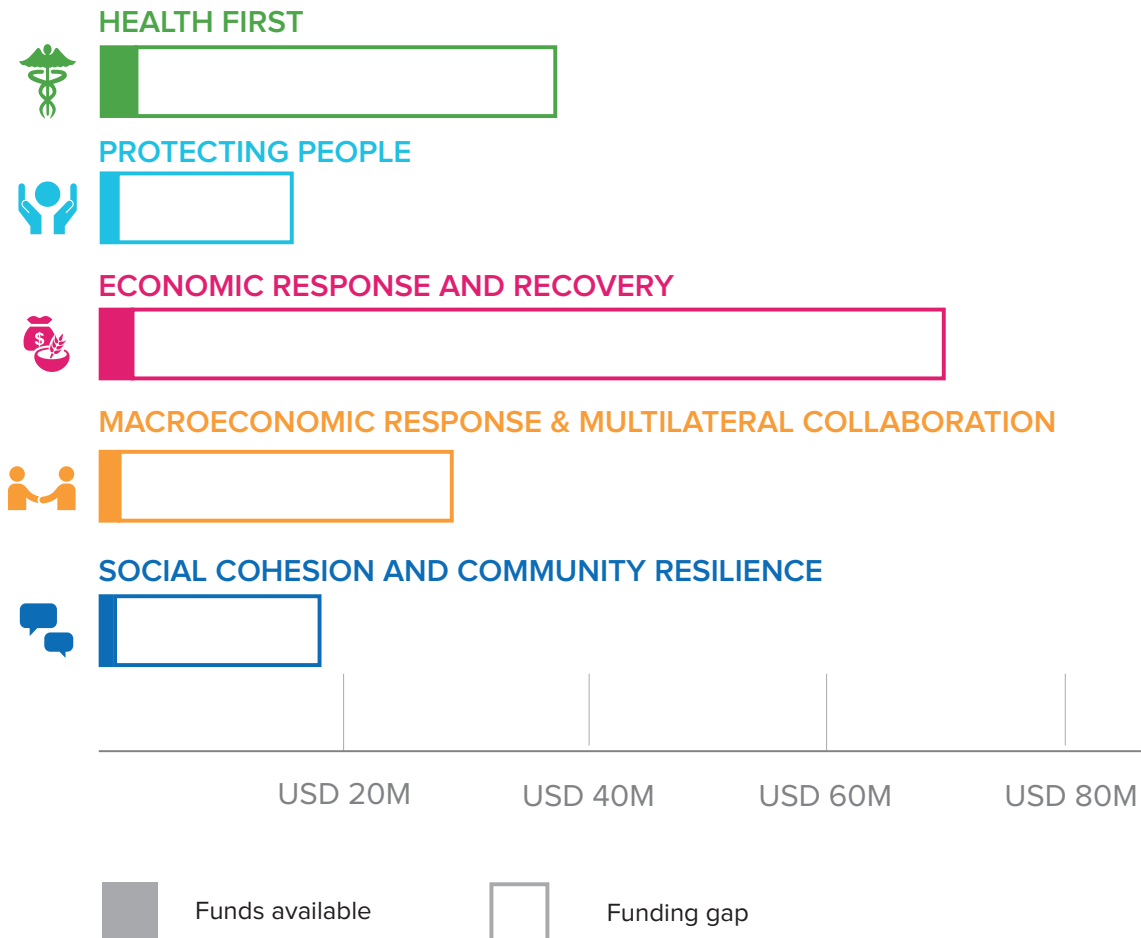 HEALTH FIRST
PROTECTING PEOPLE
ECONOMIC RESPONSE AND RECOVERY
$
MACROECONOMIC RESPONSE & MULTILATERAL COLLABORATION
SOCIAL COHESION AND COMMUNITY RESILIENCE
USD 20M USD 40M USD 60M USD 80M
Funds available Funding gap